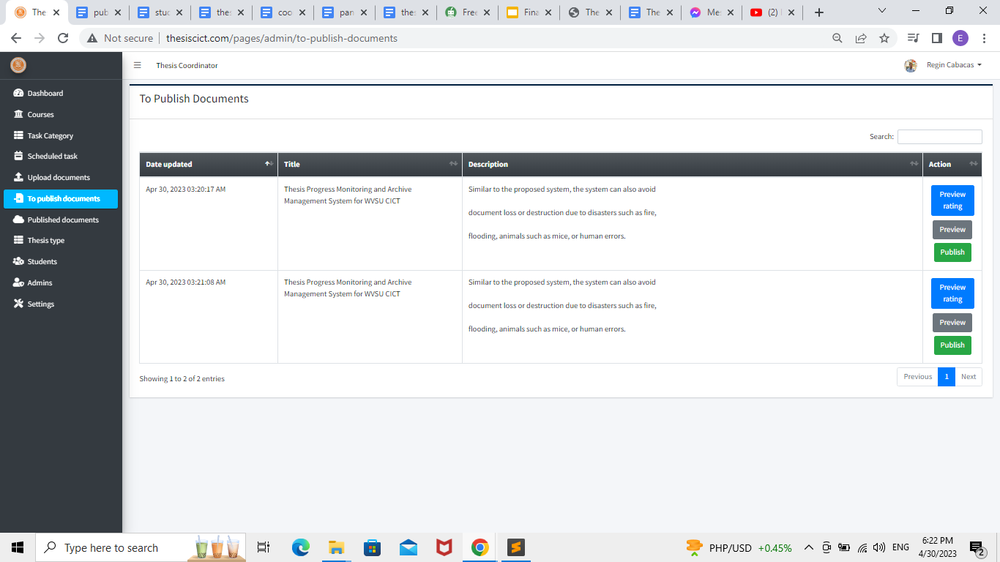 The
pub
stuc
thes
coo
pan
thes
Free
Fina
The
The
Mes
(2)
Not secure
thesiscict.com/pages/admin/to-publish-documents
E
Thesis Coordinator
Regin Cabacas
Dashboard
Courses
Task Category
Scheduled task
Upload documents
To publish documents
Published documents
Thesis type
Students
Admins
Settings
To Publish Documents
Search:
Date updated Title Description Action
Apr 30, 2023 03:20:17 AM
Thesis Progress Monitoring and Archive
Management System for WVSU CICT
Similar to the proposed system, the system can also avoid
document loss or destruction due to disasters such as fire,
flooding, animals such as mice, or human errors.
Preview
rating
Preview
Publish
Apr 30, 2023 03:21:08 AM
Thesis Progress Monitoring and Archive
Management System for WVSU CICT
Similar to the proposed system, the system can also avoid
document loss or destruction due to disasters such as fire,
flooding, animals such as mice, or human errors.
Preview
rating
Preview
Publish
Showing 1 to 2 of 2 entries
Previous 1 Next
Type here to search
PHP/USD +0.45%
ENG
6:22 PM
4/30/2023
2